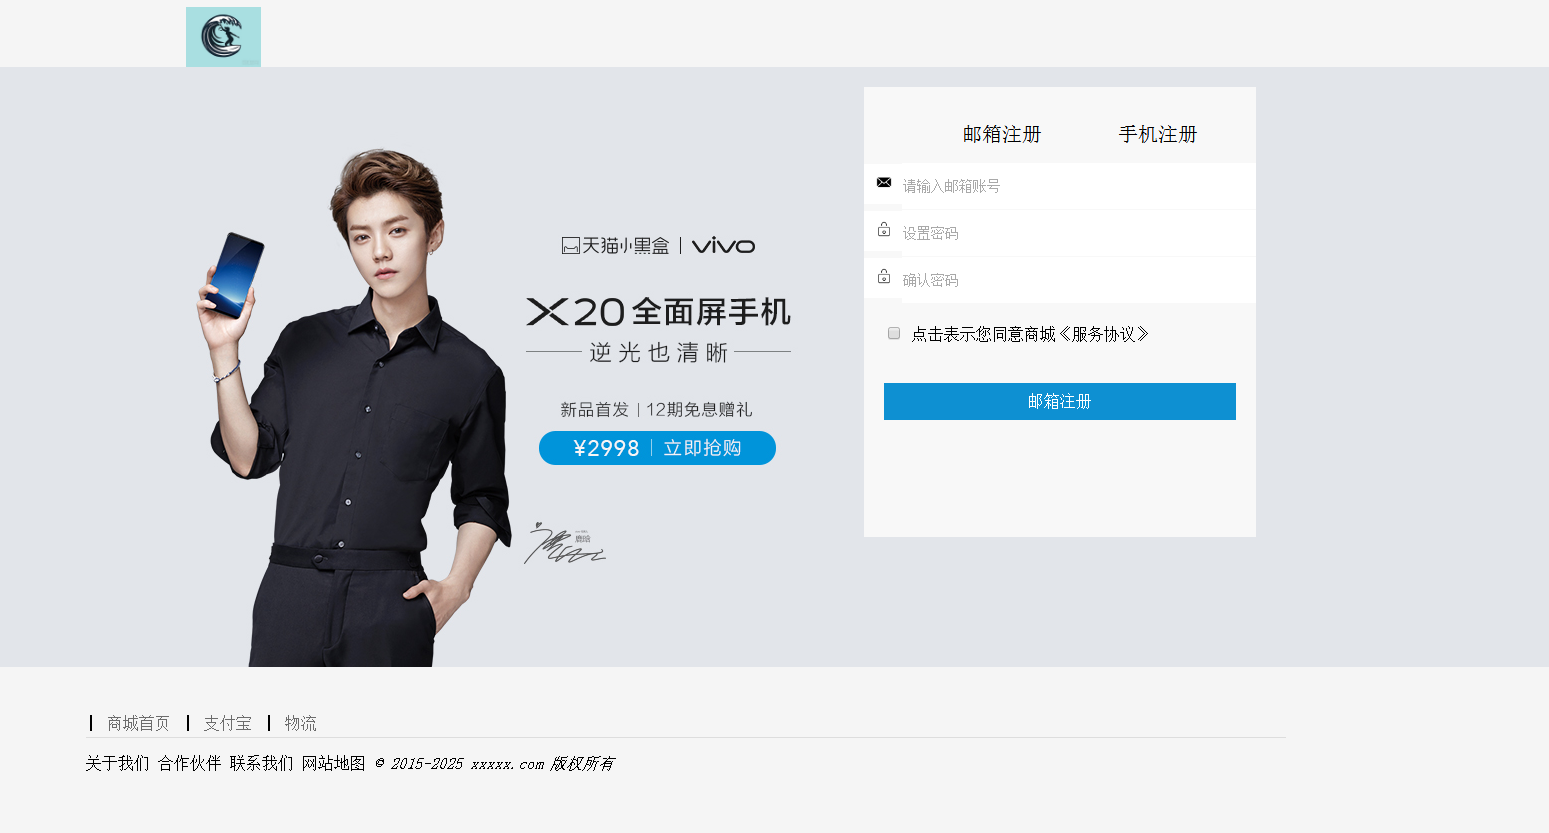 邮箱注册 手机注册
请输入邮箱账号
设置密码
确认密码
点击表示您同意商城《服务协议》
邮箱注册
天猫小黑盒 | vivo
X20 全面屏手机
逆光也清晰
新品首发 | 12期免息赠礼
¥2998 | 立即抢购
鹿晗
商城首页 支付宝 物流
关于我们 合作伙伴 联系我们 网站地图 © 2015-2025 xxxxx.com 版权所有